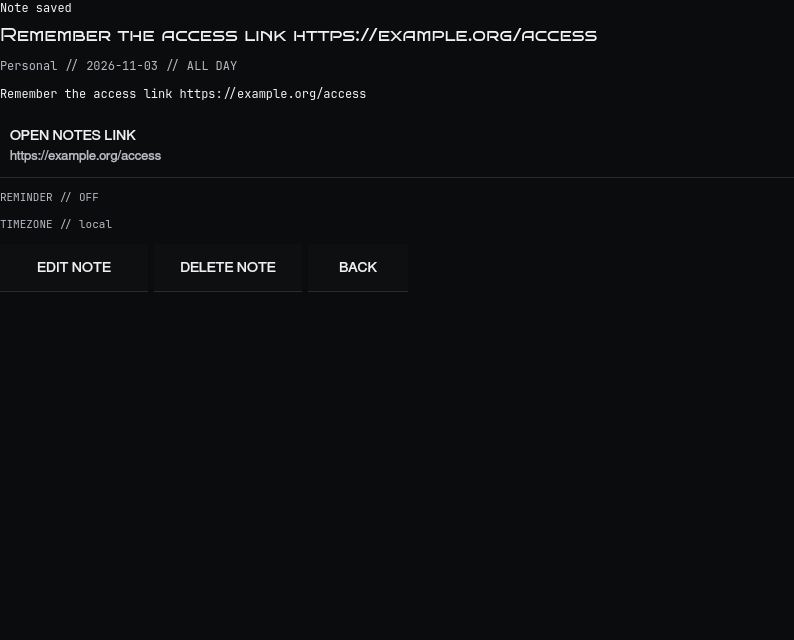 Note saved
Remember the access link https://example.org/access
Personal // 2026-11-03 // ALL DAY
Remember the access link https://example.org/access
OPEN NOTES LINK
https://example.org/access
REMINDER // OFF
TIMEZONE // local
EDIT NOTE DELETE NOTE BACK